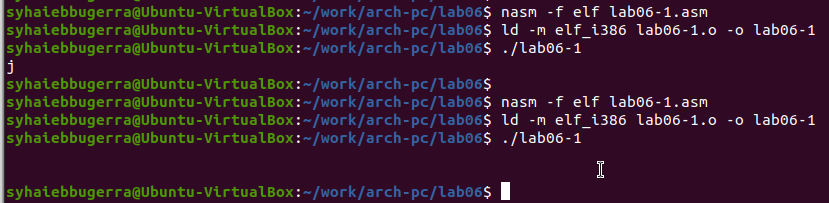 syhaiebbugerra@Ubuntu-VirtualBox:~/work/arch-pc/lab06$ nasm -f elf lab06-1.asm
syhaiebbugerra@Ubuntu-VirtualBox:~/work/arch-pc/lab06$ ld -m elf_i386 lab06-1.o -o lab06-1
syhaiebbugerra@Ubuntu-VirtualBox:~/work/arch-pc/lab06$ ./lab06-1
j
syhaiebbugerra@Ubuntu-VirtualBox:~/work/arch-pc/lab06$
syhaiebbugerra@Ubuntu-VirtualBox:~/work/arch-pc/lab06$ nasm -f elf lab06-1.asm
syhaiebbugerra@Ubuntu-VirtualBox:~/work/arch-pc/lab06$ ld -m elf_i386 lab06-1.o -o lab06-1
syhaiebbugerra@Ubuntu-VirtualBox:~/work/arch-pc/lab06$ ./lab06-1
syhaiebbugerra@Ubuntu-VirtualBox:~/work/arch-pc/lab06$